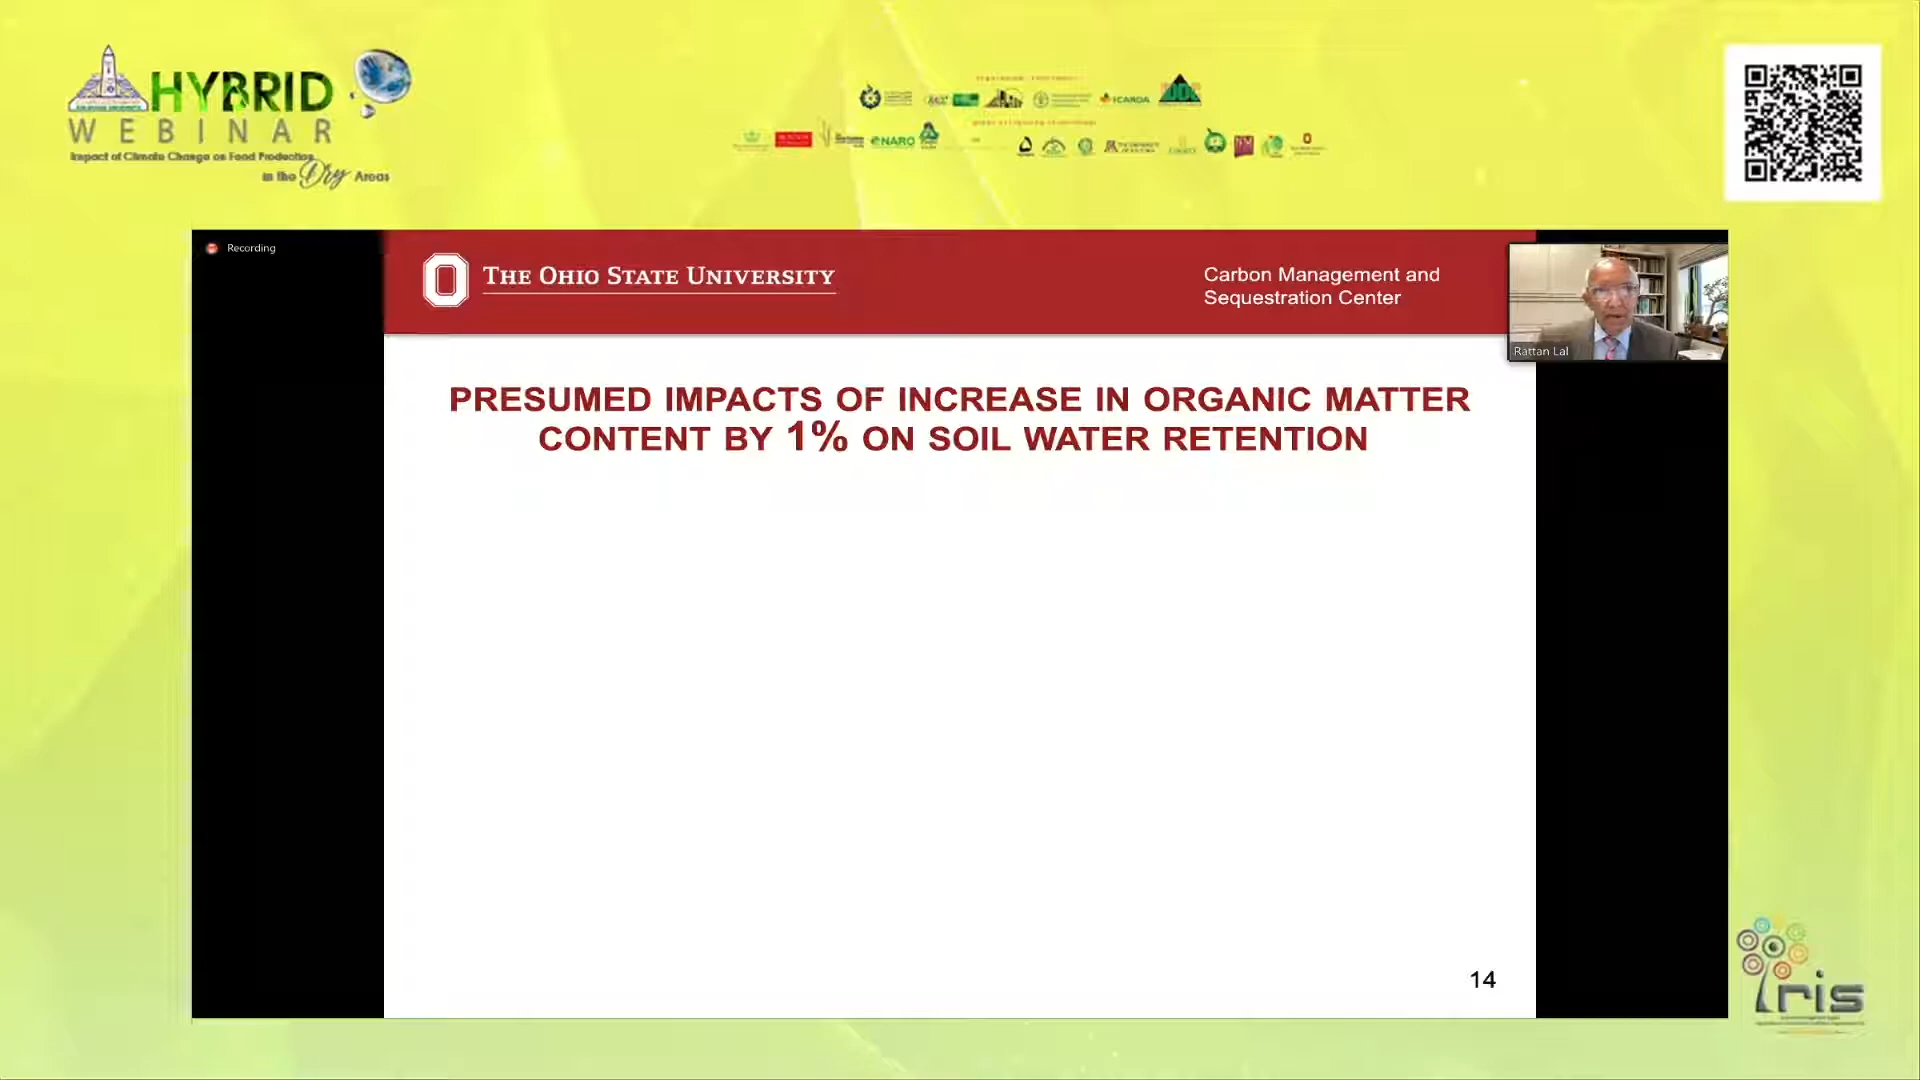 HYBRID
WEBINAR
Impact of Climate Change on Food Production
in the Dry Areas
ICARDA
NARO
Recording
THE OHIO STATE UNIVERSITY
Carbon Management and
Sequestration Center
Rattan Lal
PRESUMED IMPACTS OF INCREASE IN ORGANIC MATTER
CONTENT BY 1% ON SOIL WATER RETENTION
14
iris